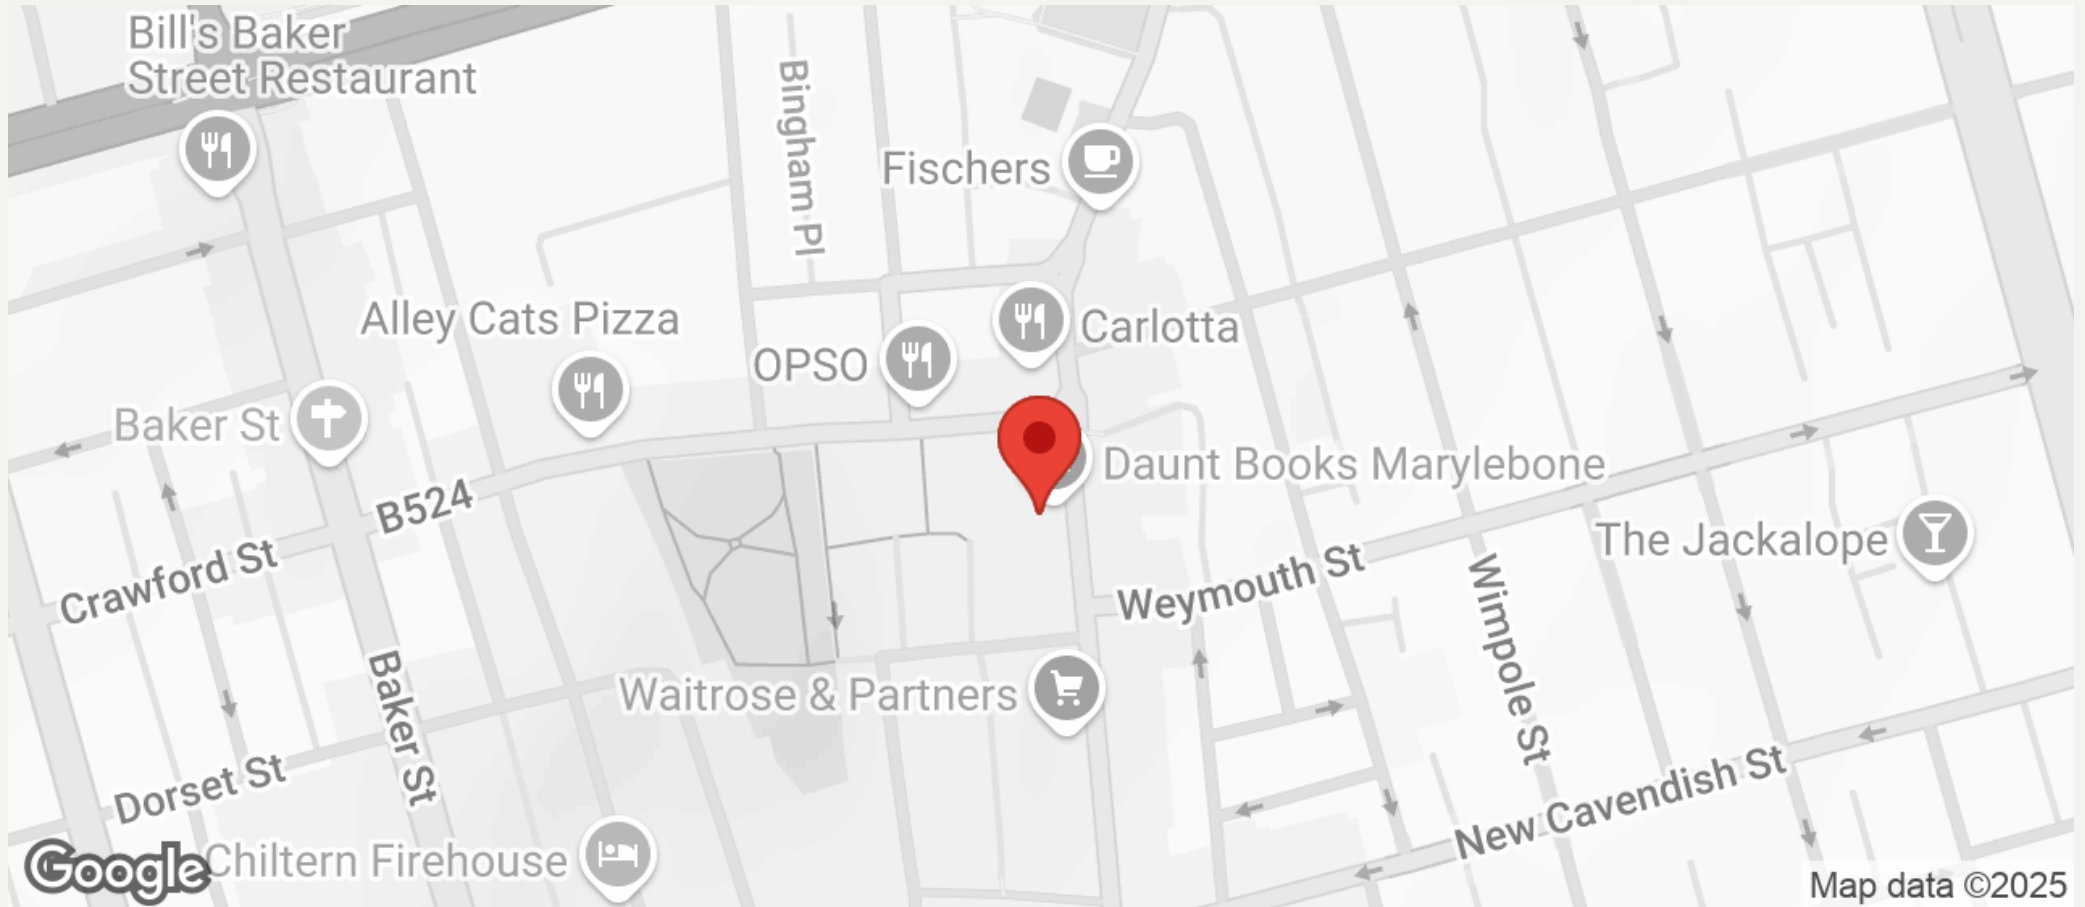 Bill's Baker
Street Restaurant
Bingham Pl
Fischers
Alley Cats Pizza
Carlotta
OPSO
Baker St
Daunt Books Marylebone
B524
The Jackalope
Crawford St
Weymouth St
Wimpole St
Baker St
Waitrose & Partners
Dorset St
New Cavendish St
Chiltern Firehouse
Google
Map data ©2025